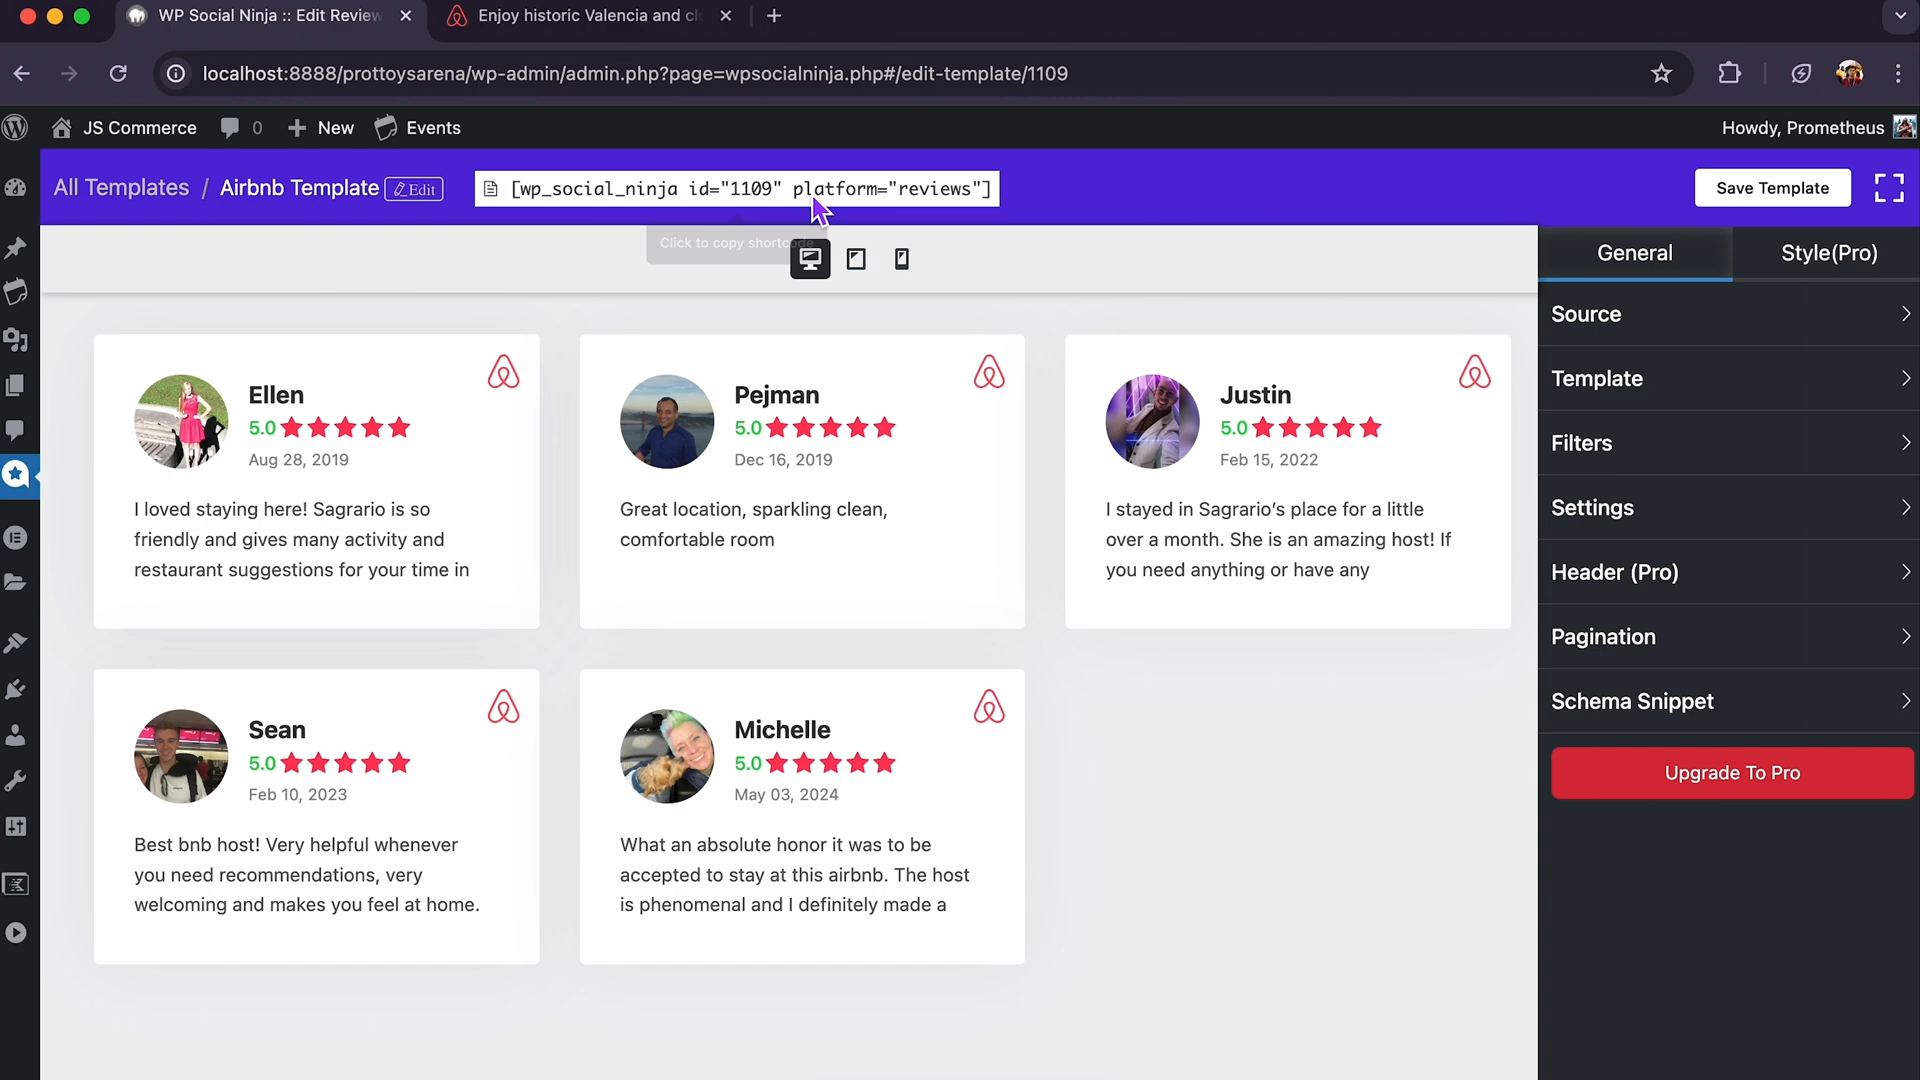 WP Social Ninja :: Edit Review
Enjoy historic Valencia and cl
localhost:8888/prottoysarena/wp-admin/admin.php?page=wpsocialninja.php#/edit-template/1109
JS Commerce
0
New
Events
Howdy, Prometheus
All Templates / Airbnb Template Edit
[wp_social_ninja id="1109" platform="reviews"]
Save Template
Click to copy shortcode
General
Style(Pro)
Source
Template
Filters
Settings
Header (Pro)
Pagination
Schema Snippet
Upgrade To Pro
Ellen
5.0
Aug 28, 2019
I loved staying here! Sagrario is so
friendly and gives many activity and
restaurant suggestions for your time in
Pejman
5.0
Dec 16, 2019
Great location, sparkling clean,
comfortable room
Justin
5.0
Feb 15, 2022
I stayed in Sagrario’s place for a little
over a month. She is an amazing host! If
you need anything or have any
Sean
5.0
Feb 10, 2023
Best bnb host! Very helpful whenever
you need recommendations, very
welcoming and makes you feel at home.
Michelle
5.0
May 03, 2024
What an absolute honor it was to be
accepted to stay at this airbnb. The host
is phenomenal and I definitely made a